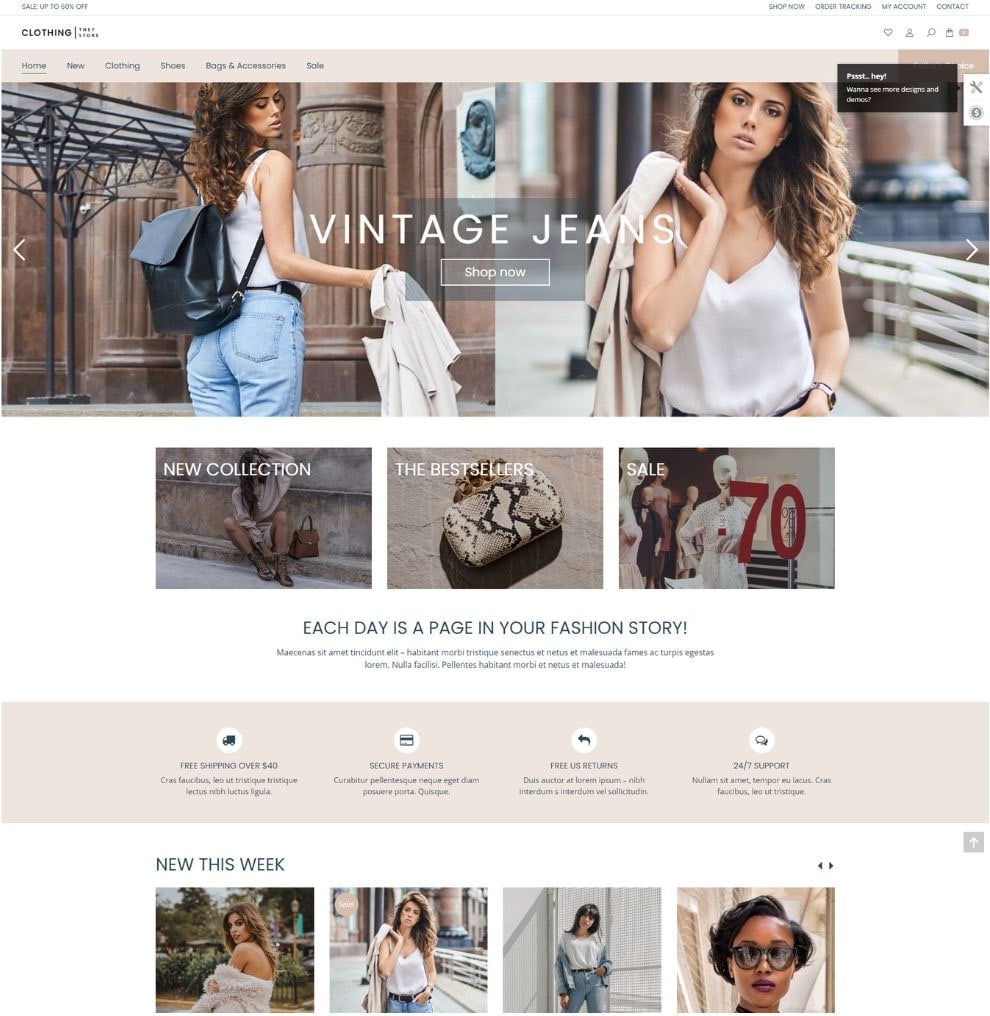 SALE: UP TO 60% OFF
SHOP NOW ORDER TRACKING MY ACCOUNT CONTACT
CLOTHING THE7 STORE
Home New Clothing Shoes Bags & Accessories Sale
Pssst.. hey!
Wanna see more designs and
demos?
VINTAGE JEANS
Shop now
NEW COLLECTION
THE BESTSELLERS
SALE
70
EACH DAY IS A PAGE IN YOUR FASHION STORY!
Maecenas sit amet tincidunt elit – habitant morbi tristique senectus et netus et malesuada fames ac turpis egestas
lorem. Nulla facilisi. Pellentes habitant morbi et netus et malesuada!
FREE SHIPPING OVER $40
Cras faucibus, leo ut tristique tristique
lectus nibh luctus ligula.
SECURE PAYMENTS
Curabitur pellentesque neque eget diam
posuere porta. Quisque.
FREE US RETURNS
Duis auctor at lorem ipsum – nibh
interdum s interdum vel sollicitudin.
24/7 SUPPORT
Nullam sit amet, tempor eu lacus. Cras
faucibus, leo ut tristique.
NEW THIS WEEK
Sale!